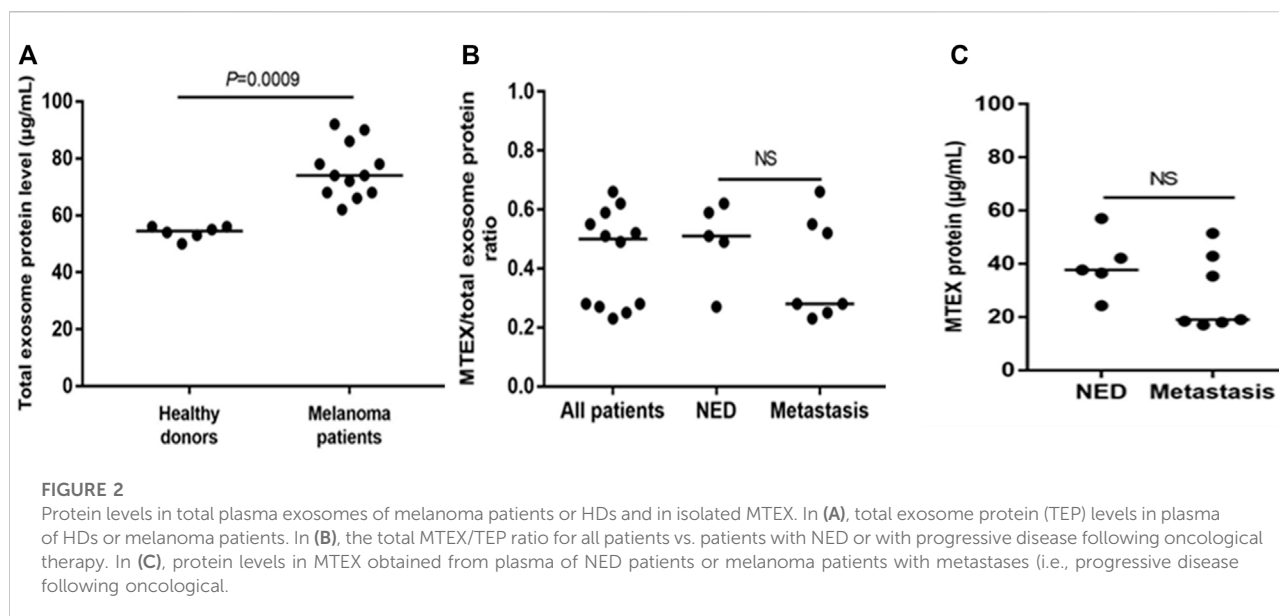 A
P=0.0009
Total exosome protein level (µg/mL)
100
80
60
40
20
0
Healthy
donors
Melanoma
patients
B
NS
MTEX/total exosome protein
ratio
1.0
0.8
0.6
0.4
0.2
0.0
All patients
NED
Metastasis
C
NS
MTEX protein (µg/mL)
100
80
60
40
20
0
NED
Metastasis
FIGURE 2
Protein levels in total plasma exosomes of melanoma patients or HDs and in isolated MTEX. In (A), total exosome protein (TEP) levels in plasma
of HDs or melanoma patients. In (B), the total MTEX/TEP ratio for all patients vs. patients with NED or with progressive disease following oncological
therapy. In (C), protein levels in MTEX obtained from plasma of NED patients or melanoma patients with metastases (i.e., progressive disease
following oncological.